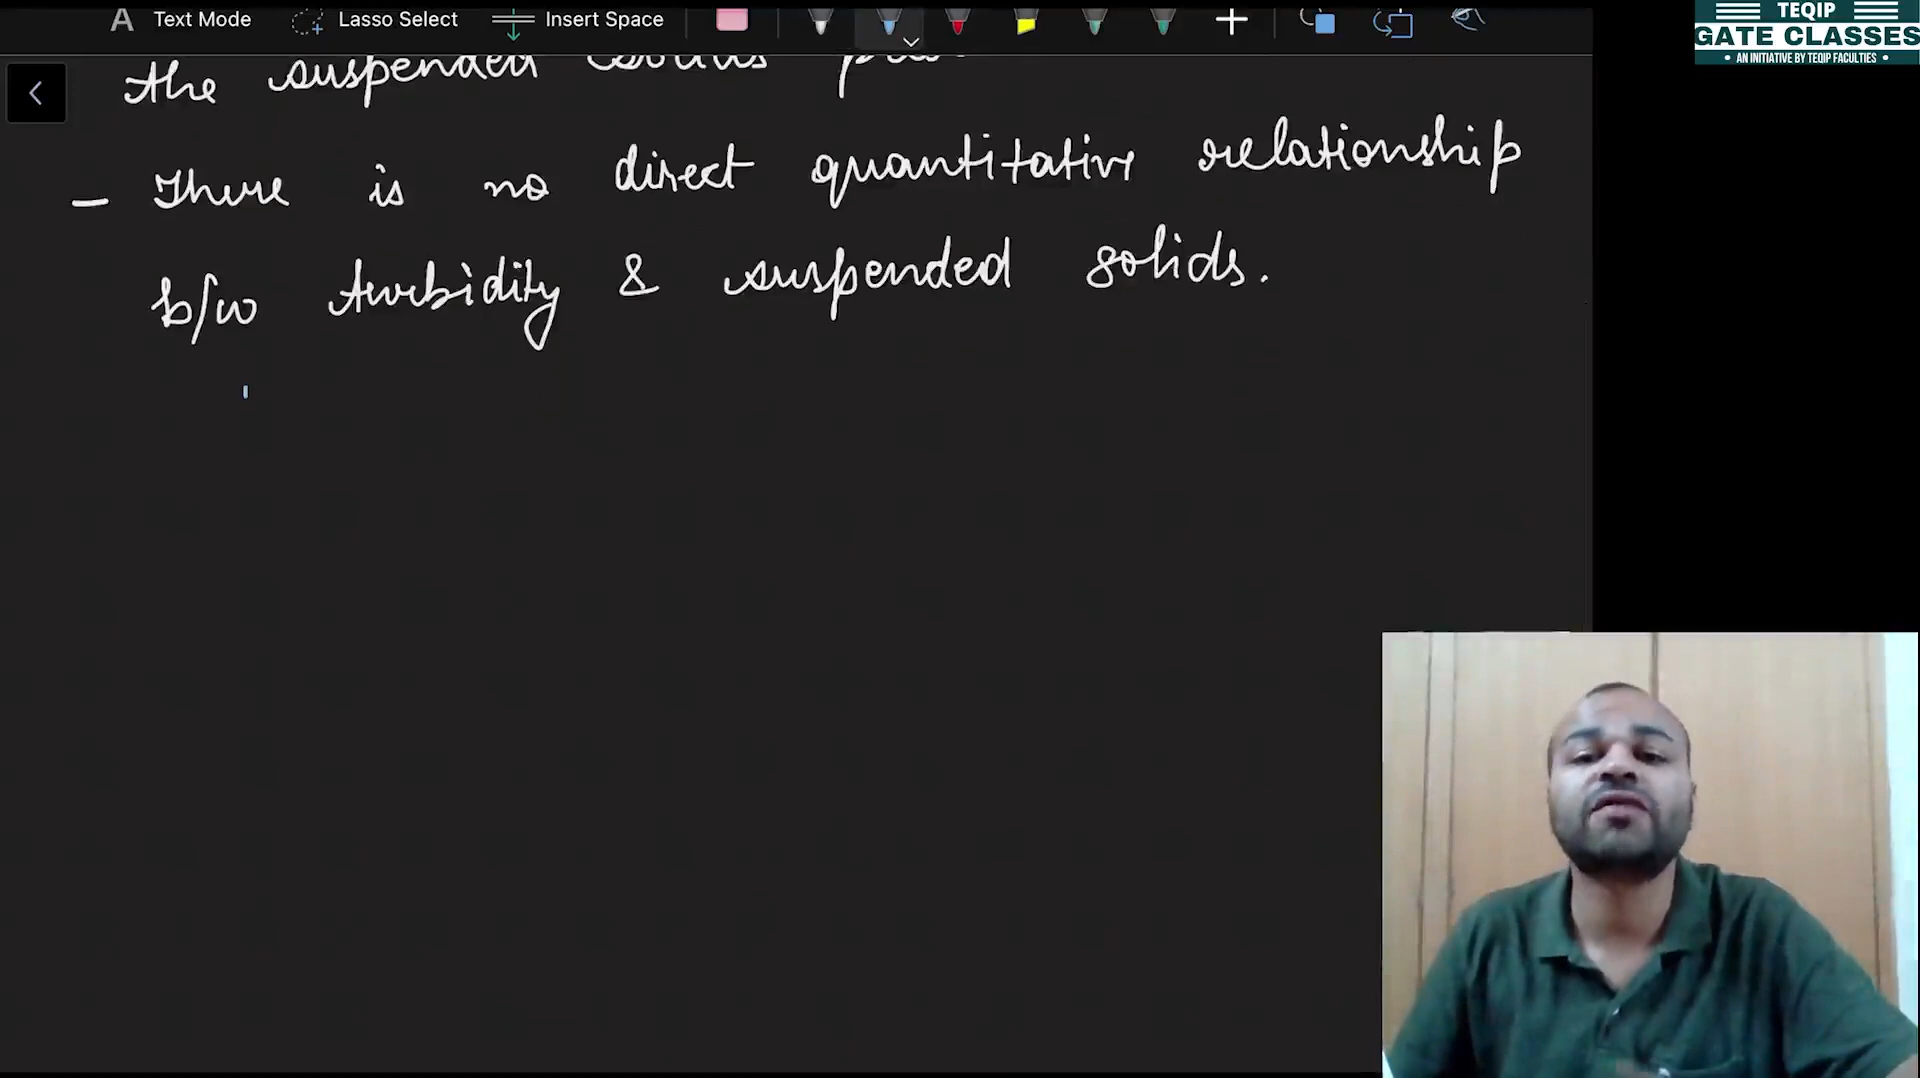 Text Mode Lasso Select Insert Space
TEQIP
GATE CLASSES
• AN INITIATIVE BY TEQIP FACULTIES •
the suspended solids
- There is no direct quantitative relationship
b/w turbidity & suspended solids.